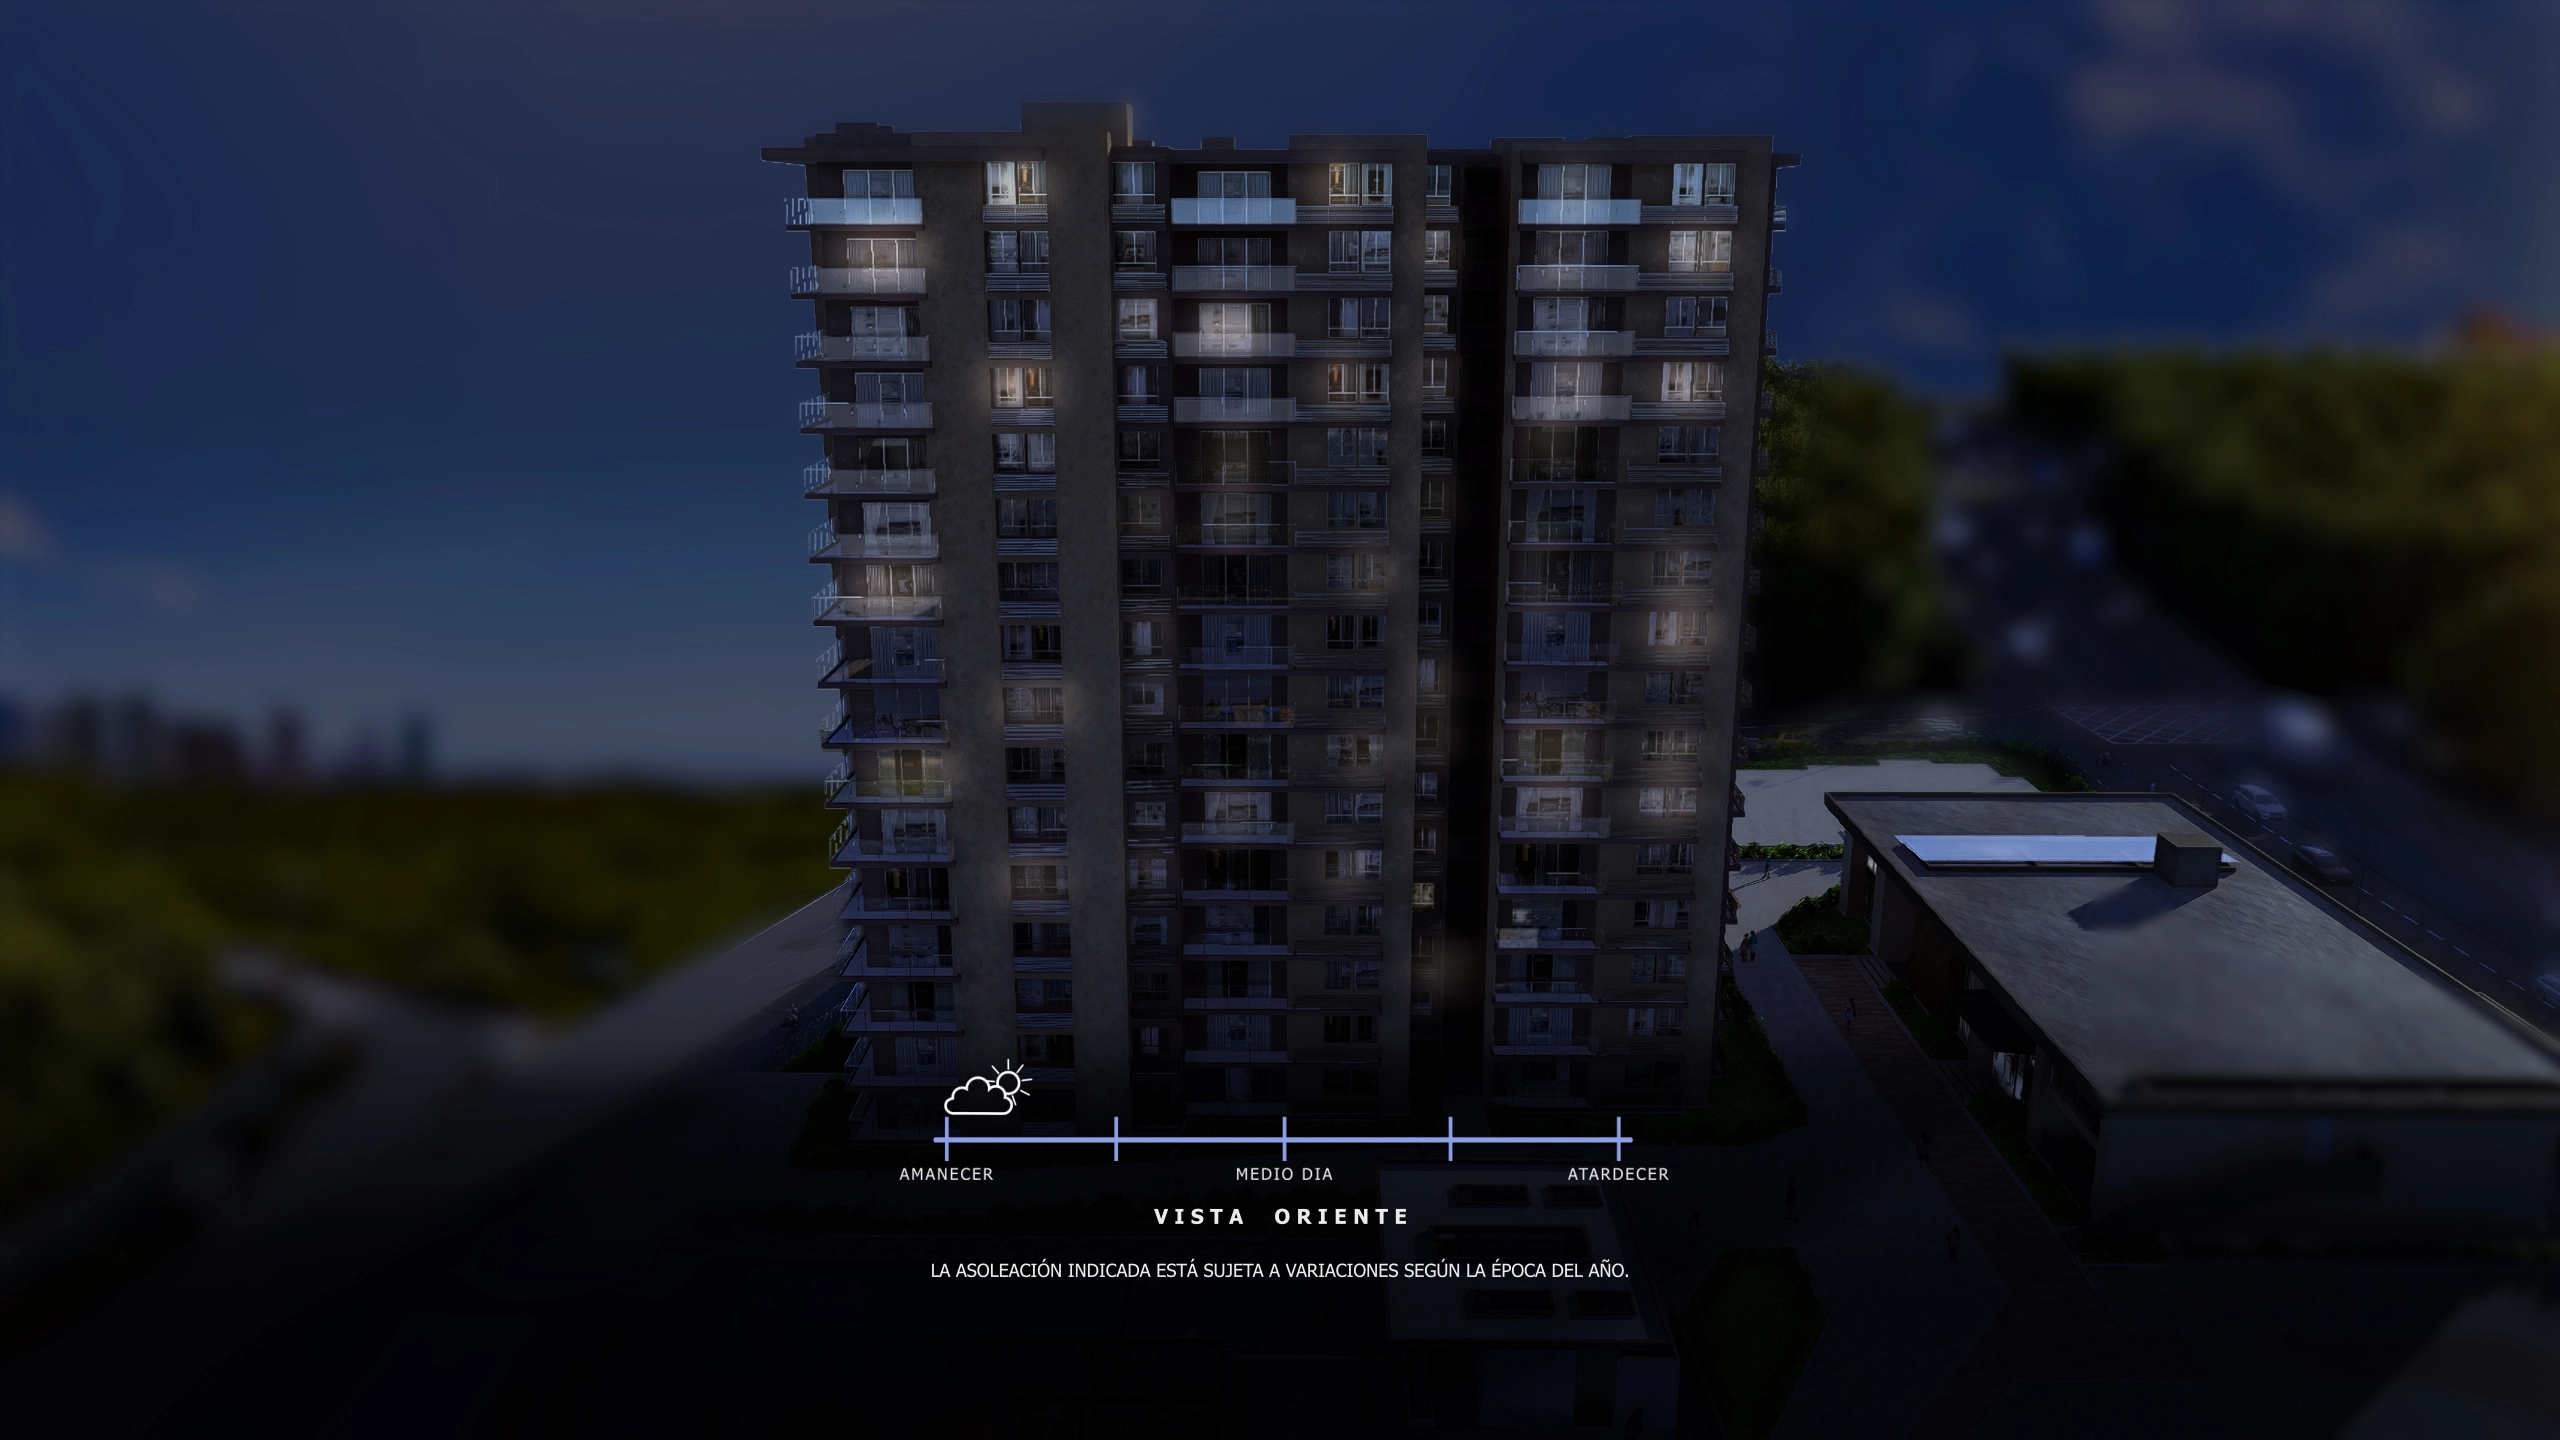 AMANECER MEDIO DIA ATARDECER
VISTA ORIENTE
LA ASOLEACIÓN INDICADA ESTÁ SUJETA A VARIACIONES SEGÚN LA ÉPOCA DEL AÑO.